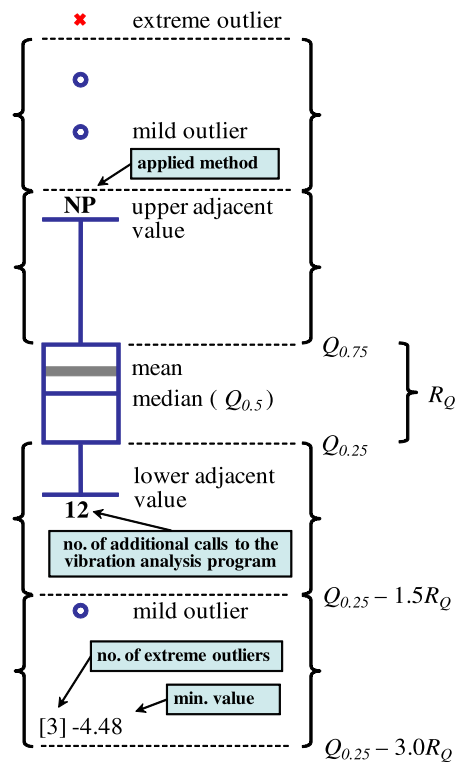 extreme outlier
mild outlier
applied method
NP
upper adjacent
value
Q0.75
mean
median ( Q0.5 )
RQ
Q0.25
lower adjacent
value
12
no. of additional calls to the
vibration analysis program
Q0.25 – 1.5RQ
mild outlier
no. of extreme outliers
min. value
[3] -4.48
Q0.25 – 3.0RQ